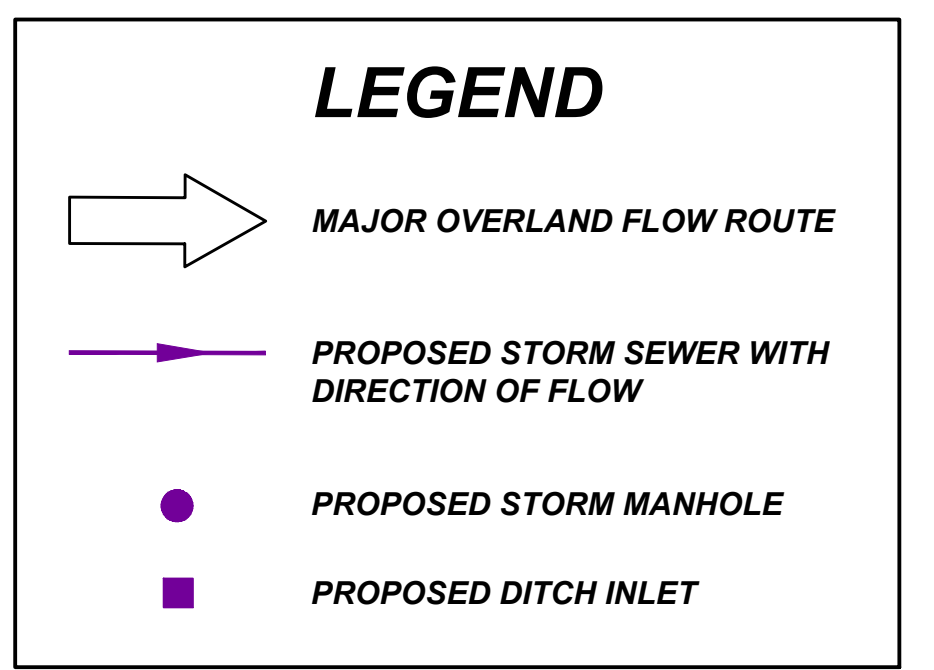 LEGEND
MAJOR OVERLAND FLOW ROUTE
PROPOSED STORM SEWER WITH
DIRECTION OF FLOW
PROPOSED STORM MANHOLE
PROPOSED DITCH INLET